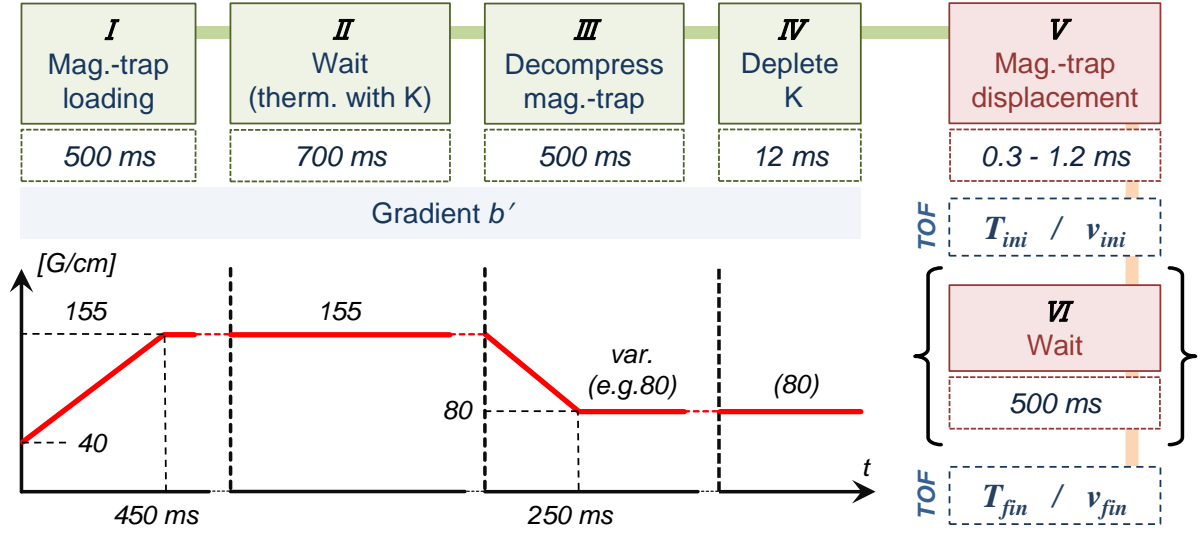 I
Mag.-trap
loading
500 ms
II
Wait
(therm. with K)
700 ms
III
Decompress
mag.-trap
500 ms
IV
Deplete
K
12 ms
V
Mag.-trap
displacement
0.3 - 1.2 ms
Gradient b′
TOF
T_ini / v_ini
[G/cm]
155
155
var.
(e.g.80)
(80)
80
40
t
450 ms
250 ms
VI
Wait
500 ms
TOF
T_fin / v_fin